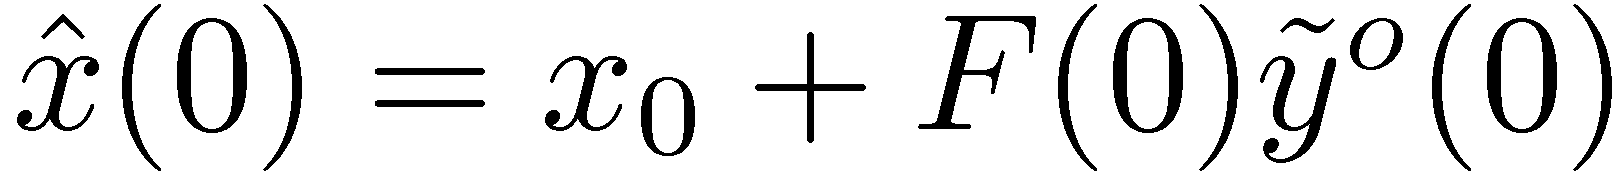 x̂(0) = x₀ + F(0)ỹᵒ(0)